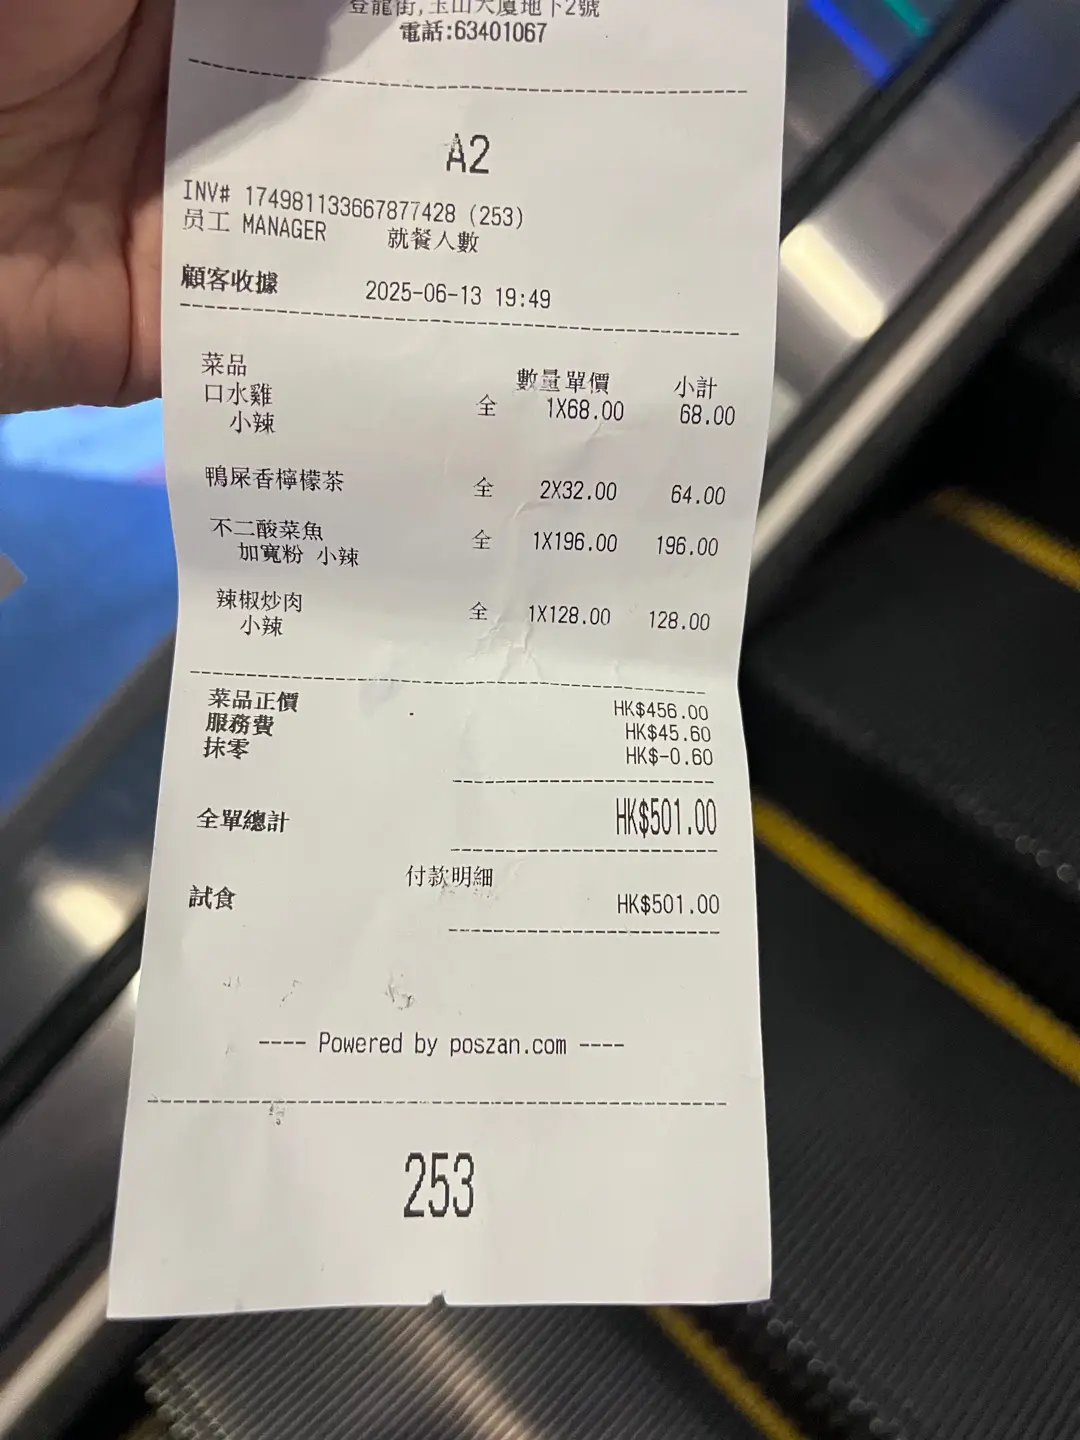 登龍街,玉山大廈地下2號
電話:63401067
A2
INV# 174981133667877428 (253)
员工 MANAGER 就餐人數
顧客收據 2025-06-13 19:49
菜品 數量單價 小計
口水雞 全 1X68.00 68.00
小辣
鴨屎香檸檬茶 全 2X32.00 64.00
不二酸菜魚 全 1X196.00 196.00
加寬粉 小辣
辣椒炒肉 全 1X128.00 128.00
小辣
菜品正價 HK$456.00
服務費 HK$45.60
抹零 HK$-0.60
全單總計 HK$501.00
付款明細
試食 HK$501.00
---- Powered by poszan.com ----
253